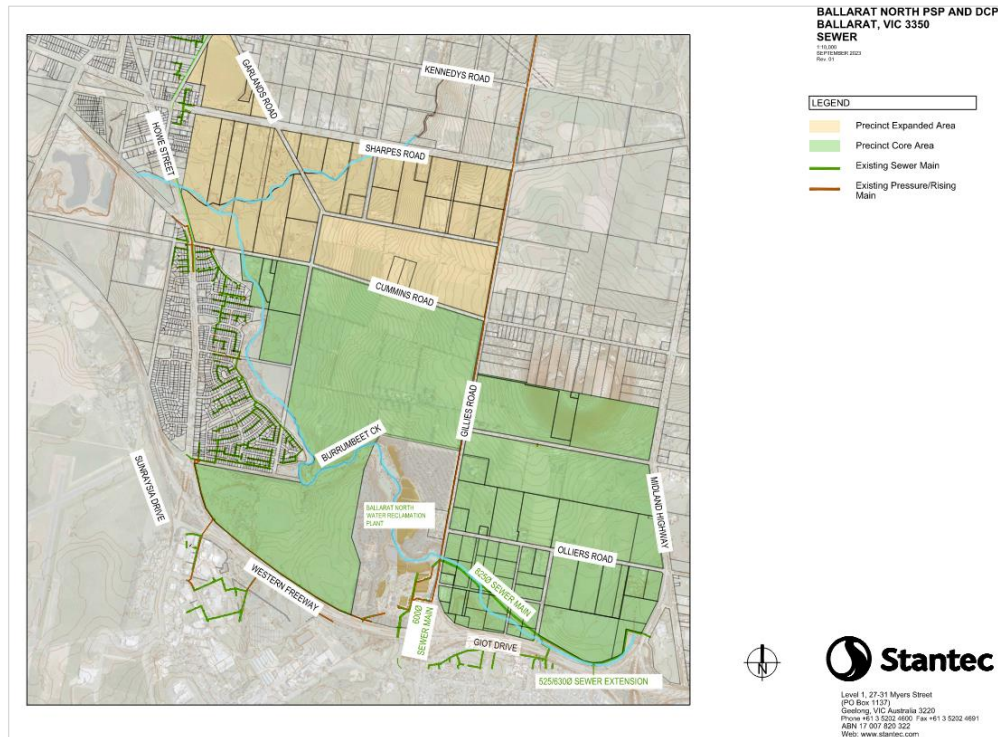 BALLARAT NORTH PSP AND DCP
BALLARAT, VIC 3350
SEWER
1:10,000
SEPTEMBER 2023
Rev. 01
LEGEND
Precinct Expanded Area
Precinct Core Area
Existing Sewer Main
Existing Pressure/Rising
Main
KENNEDYS ROAD
GARLANDS ROAD
HOWE STREET
SHARPES ROAD
CUMMINS ROAD
GILLIES ROAD
BURRUMBEET CK
SUNRAYSIA DRIVE
MIDLAND HIGHWAY
BALLARAT NORTH
WATER RECLAMATION
PLANT
OLLIERS ROAD
WESTERN FREEWAY
825Ø SEWER MAIN
600Ø
SEWER MAIN
GIOT DRIVE
525/630Ø SEWER EXTENSION
N
Stantec
Level 1, 27-31 Myers Street
(PO Box 1137)
Geelong, VIC Australia 3220
Phone +61 3 5202 4600 Fax +61 3 5202 4691
ABN 17 007 820 322
Web: www.stantec.com